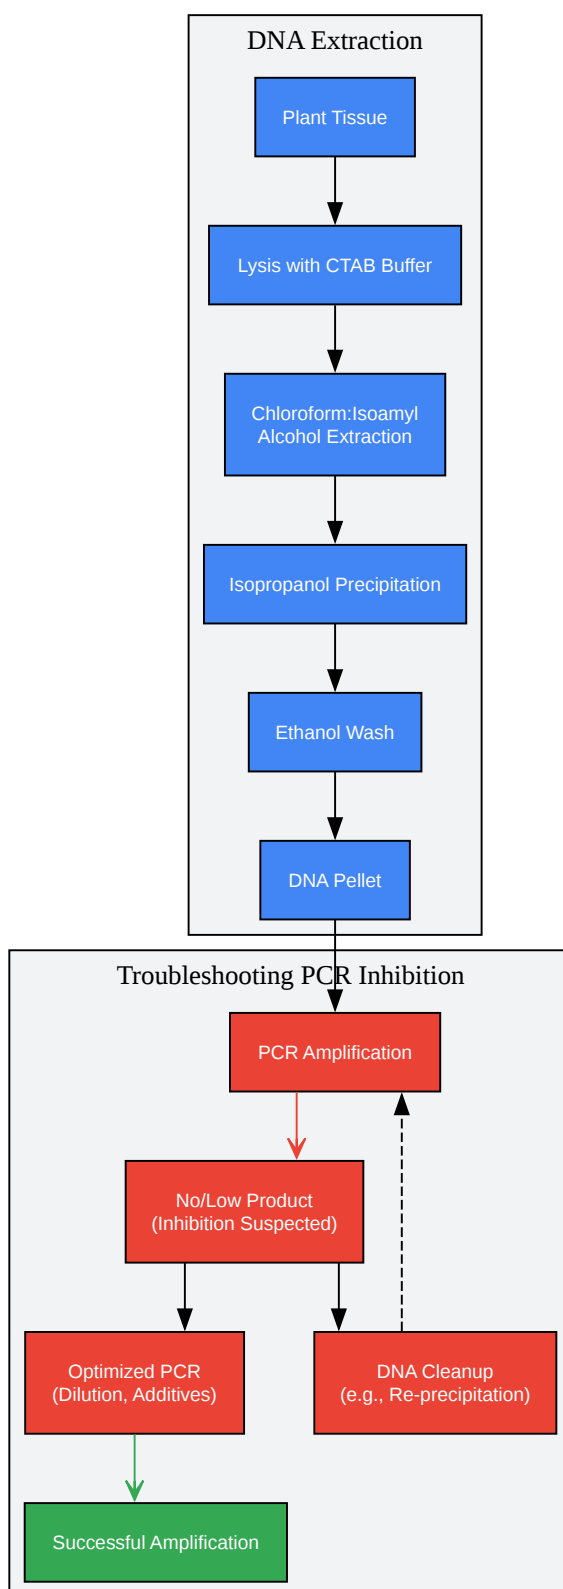 DNA Extraction
Plant Tissue
Lysis with CTAB Buffer
Chloroform:Isoamyl
Alcohol Extraction
Isopropanol Precipitation
Ethanol Wash
DNA Pellet
Troubleshooting PCR Inhibition
PCR Amplification
No/Low Product
(Inhibition Suspected)
Optimized PCR
(Dilution, Additives)
DNA Cleanup
(e.g., Re-precipitation)
Successful Amplification